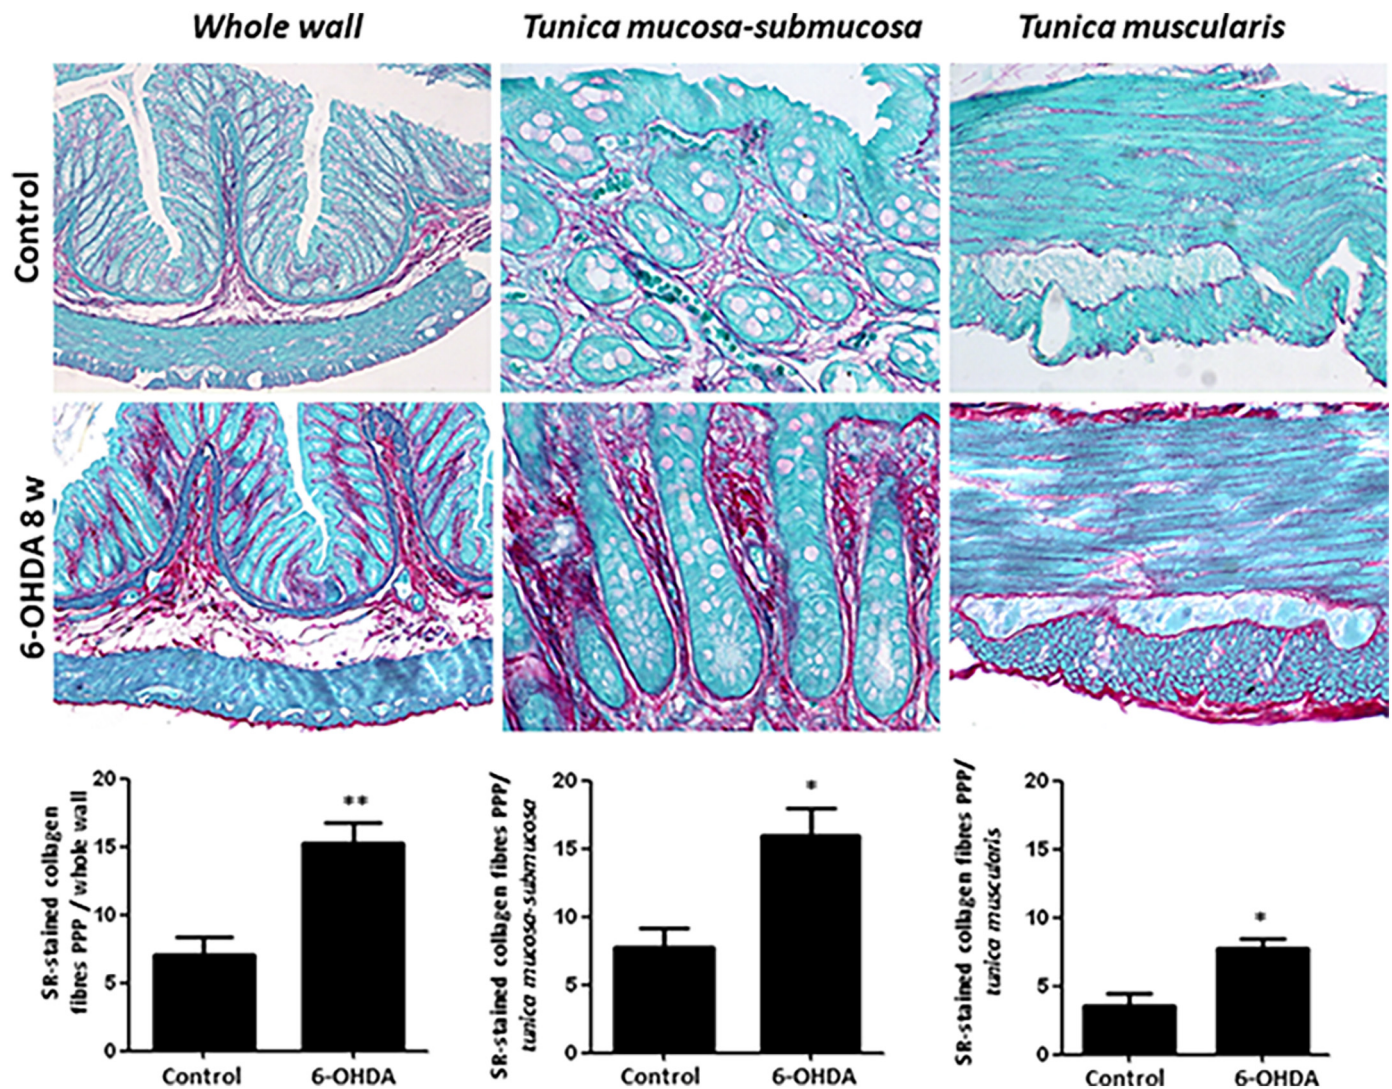 Whole wall
Tunica mucosa-submucosa
Tunica muscularis
Control
6-OHDA 8 w
SR-stained collagen
fibres PPP / whole wall
20
15
10
5
0
**
Control
6-OHDA
SR-stained collagen fibres PPP/
tunica mucosa-submucosa
20
15
10
5
0
*
Control
6-OHDA
SR-stained collagen fibres PPP/
tunica muscularis
20
15
10
5
0
*
Control
6-OHDA